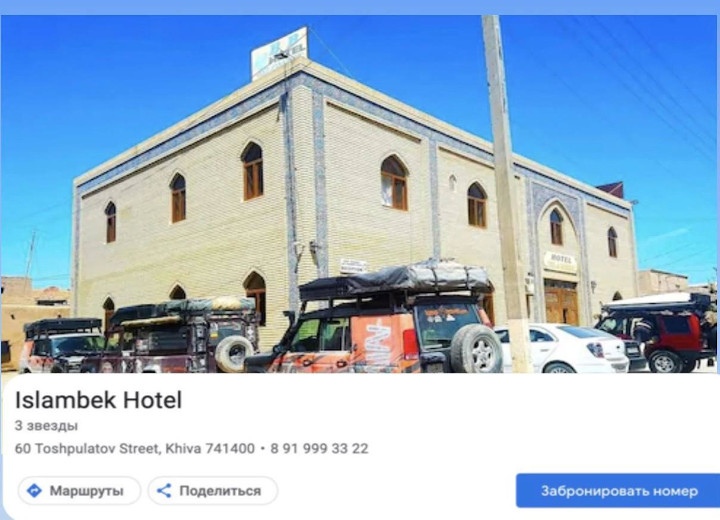 HOTEL
HOTEL
Islambek Hotel
3 звезды
60 Toshpulatov Street, Khiva 741400 • 8 91 999 33 22
Маршруты
Поделиться
Забронировать номер